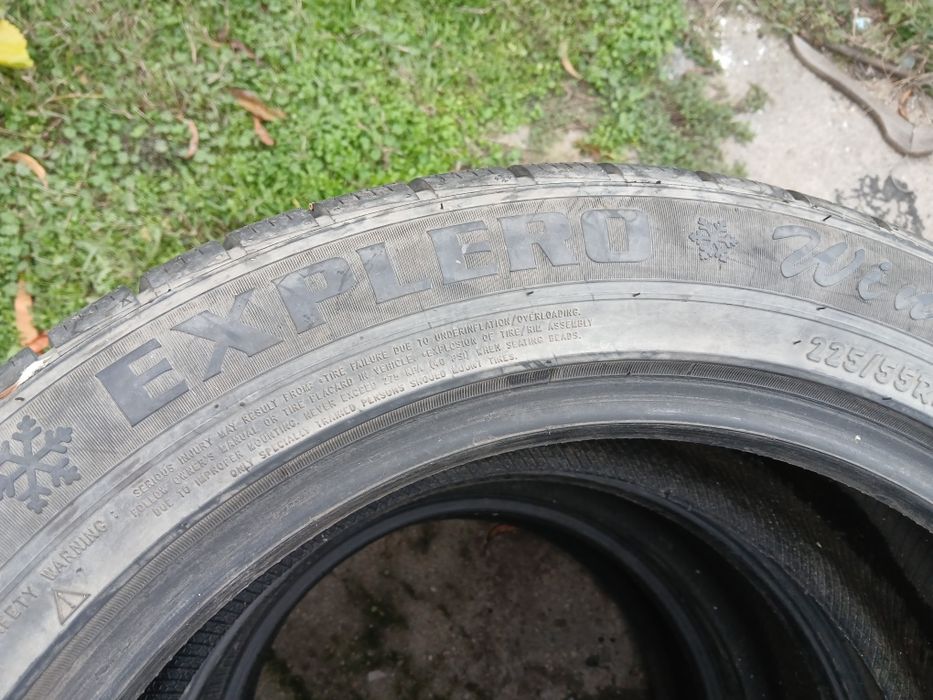 EXPLERO
Win
225/55R
SAFETY WARNING :
SERIOUS INJURY MAY RESULT FROM: •TIRE FAILURE DUE TO UNDERINFLATION/OVERLOADING.
FOLLOW OWNER'S MANUAL OR TIRE PLACARD IN VEHICLE. •EXPLOSION OF TIRE/RIM ASSEMBLY
DUE TO IMPROPER MOUNTING. NEVER EXCEED 275 kPa (40 PSI) WHEN SEATING BEADS.
ONLY SPECIALLY TRAINED PERSONS SHOULD MOUNT TIRES.